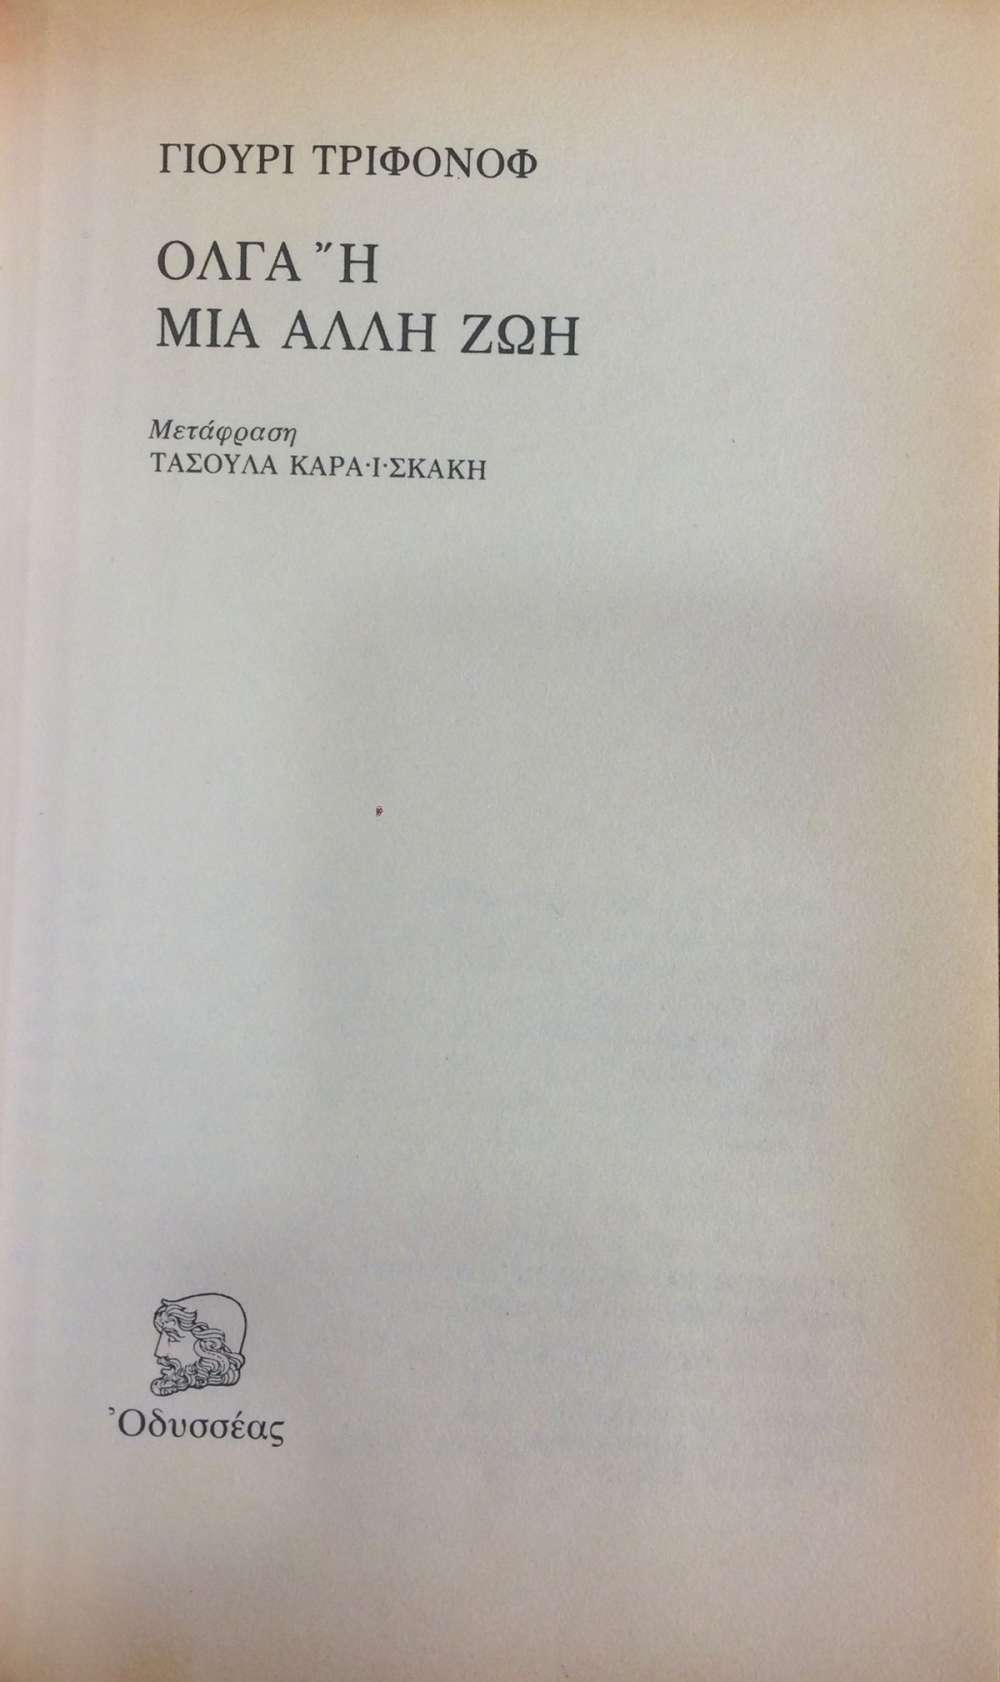 ΓΙΟΥΡΙ ΤΡΙΦΟΝΟΦ
ΟΛΓΑ Ἢ
ΜΙΑ ΑΛΛΗ ΖΩΗ
Μετάφραση
ΤΑΣΟΥΛΑ ΚΑΡΑ·Ι·ΣΚΑΚΗ
Ὀδυσσέας